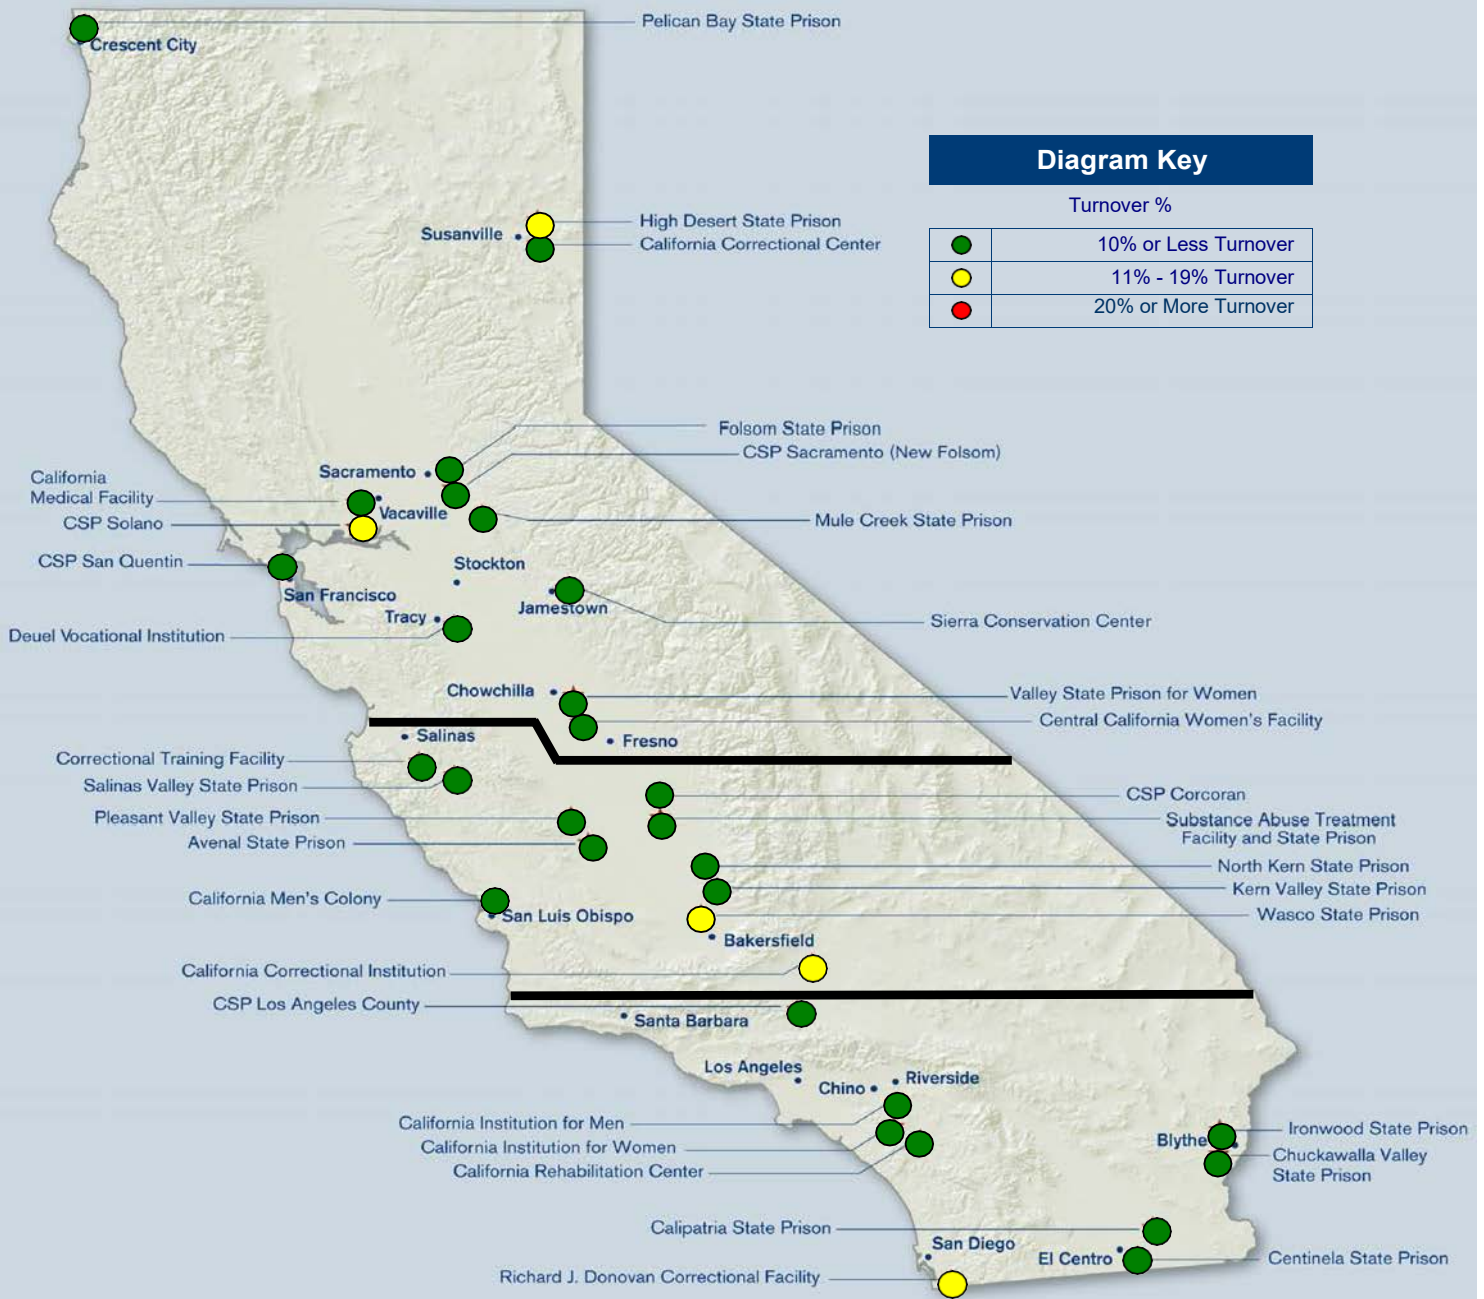 Pelican Bay State Prison
Crescent City
Diagram Key
Turnover %
10% or Less Turnover
11% - 19% Turnover
20% or More Turnover
High Desert State Prison
Susanville
California Correctional Center
Folsom State Prison
CSP Sacramento (New Folsom)
Sacramento
California
Medical Facility
Vacaville
CSP Solano
Mule Creek State Prison
CSP San Quentin
Stockton
San Francisco
Jamestown
Tracy
Sierra Conservation Center
Deuel Vocational Institution
Chowchilla
Valley State Prison for Women
Central California Women's Facility
Salinas
Fresno
Correctional Training Facility
Salinas Valley State Prison
CSP Corcoran
Pleasant Valley State Prison
Substance Abuse Treatment
Facility and State Prison
Avenal State Prison
North Kern State Prison
Kern Valley State Prison
California Men's Colony
San Luis Obispo
Wasco State Prison
Bakersfield
California Correctional Institution
CSP Los Angeles County
Santa Barbara
Los Angeles
Chino
Riverside
California Institution for Men
California Institution for Women
California Rehabilitation Center
Ironwood State Prison
Blythe
Chuckawalla Valley
State Prison
Calipatria State Prison
San Diego
El Centro
Centinela State Prison
Richard J. Donovan Correctional Facility